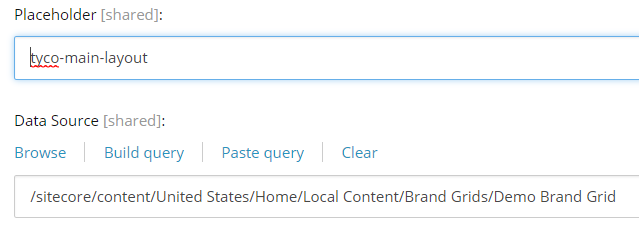 Placeholder [shared]:
tyco-main-layout
Data Source [shared]:
Browse Build query Paste query Clear
/sitecore/content/United States/Home/Local Content/Brand Grids/Demo Brand Grid